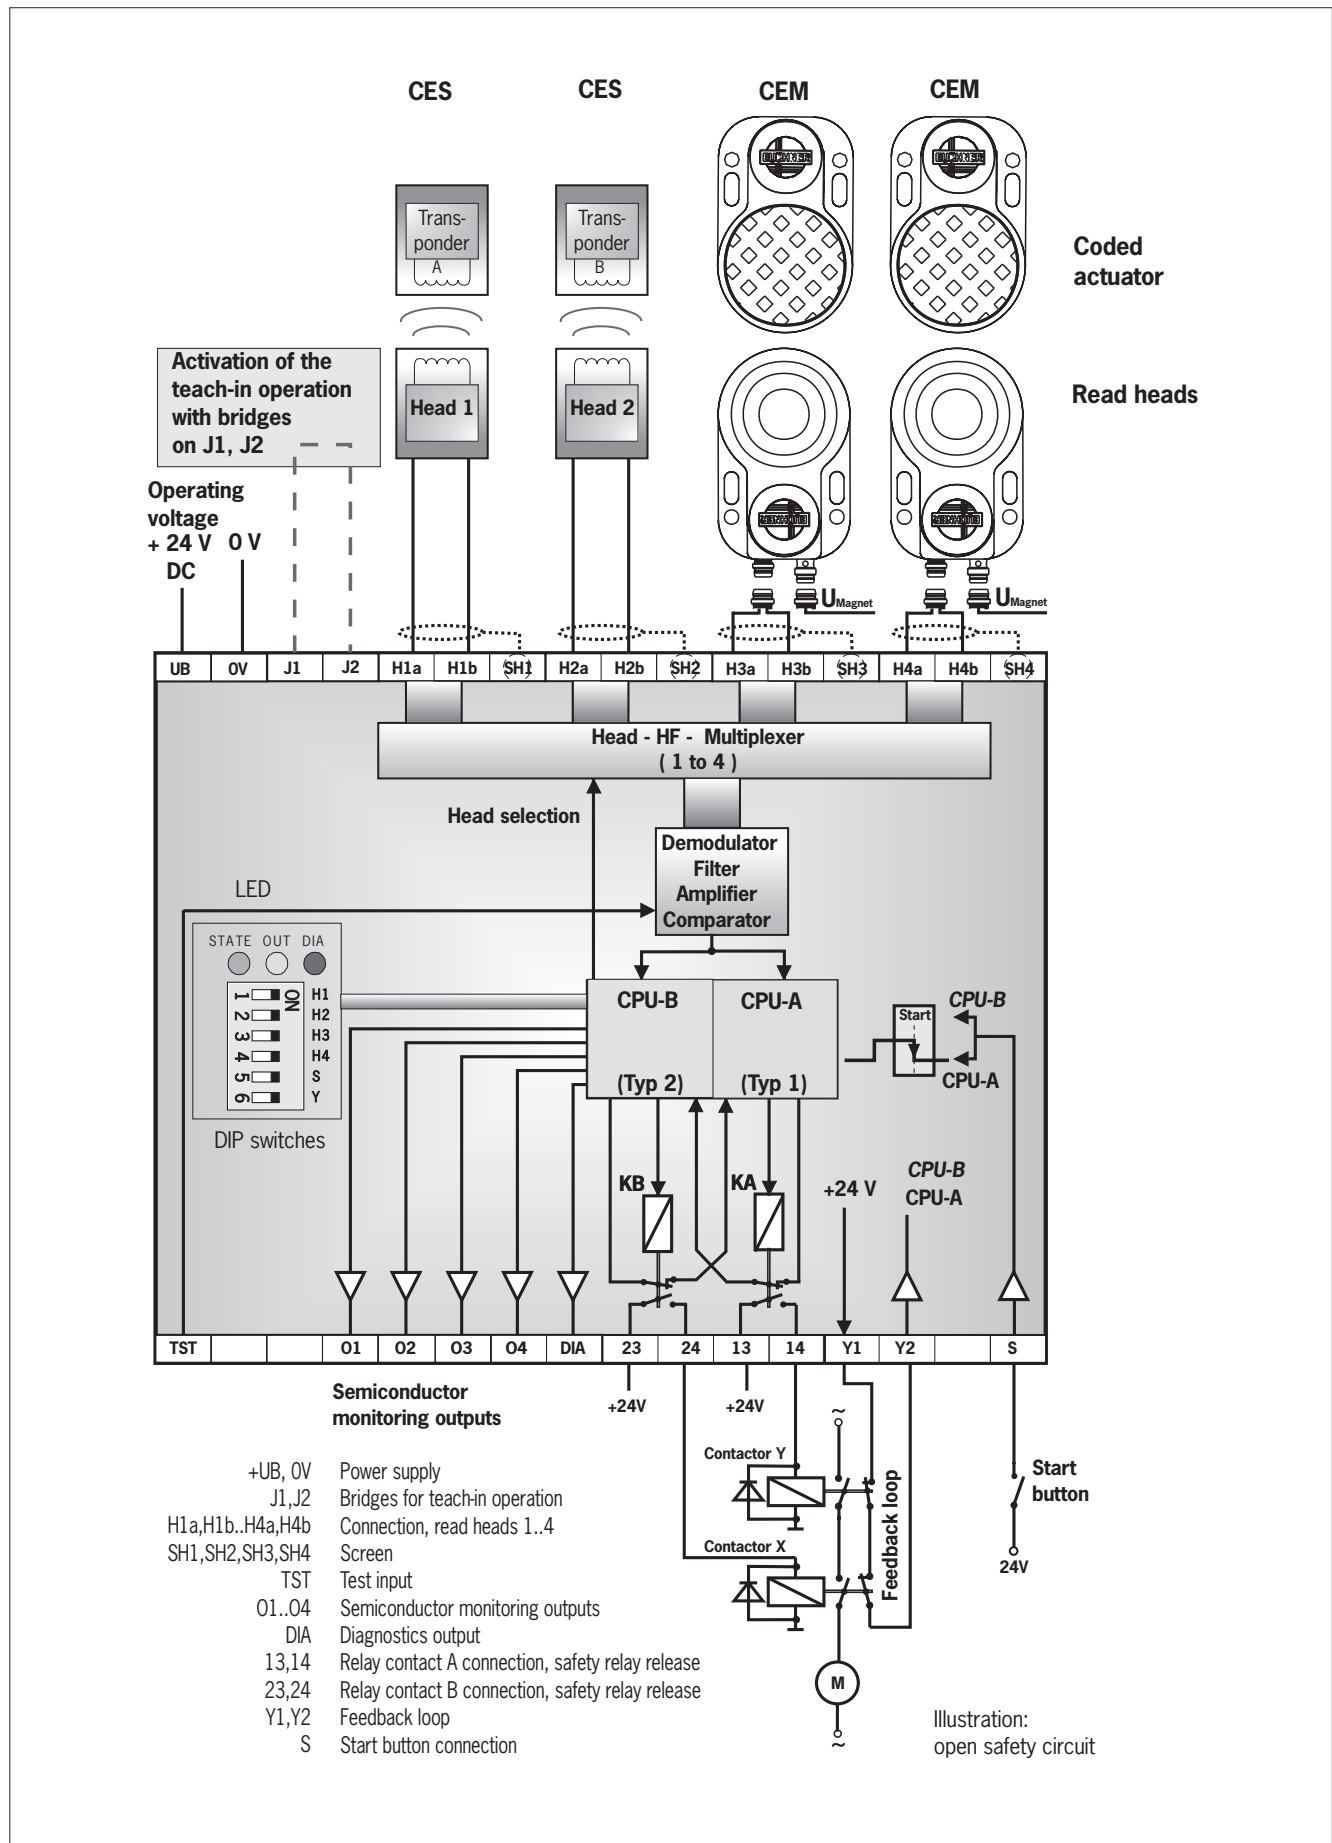 CES CES CEM CEM
Trans-
ponder
A
Trans-
ponder
B
Coded
actuator
Activation of the
teach-in operation
with bridges
on J1, J2
Head 1
Head 2
Read heads
Operating
voltage
+ 24 V 0 V
DC
UMagnet
UMagnet
UB 0V J1 J2 H1a H1b SH1 H2a H2b SH2 H3a H3b SH3 H4a H4b SH4
Head - HF - Multiplexer
( 1 to 4 )
Head selection
Demodulator
Filter
Amplifier
Comparator
LED
STATE OUT DIA
ON
1 H1
2 H2
3 H3
4 H4
5 S
6 Y
DIP switches
CPU-B
(Typ 2)
CPU-A
(Typ 1)
Start
CPU-B
CPU-A
KB
KA
+24 V
CPU-B
CPU-A
TST O1 O2 O3 O4 DIA 23 24 13 14 Y1 Y2 S
Semiconductor
monitoring outputs
+24V
+24V
~
Contactor Y
Contactor X
Feedback loop
Start
button
24V
M
~
+UB, 0V Power supply
J1,J2 Bridges for teach-in operation
H1a,H1b..H4a,H4b Connection, read heads 1..4
SH1,SH2,SH3,SH4 Screen
TST Test input
O1..O4 Semiconductor monitoring outputs
DIA Diagnostics output
13,14 Relay contact A connection, safety relay release
23,24 Relay contact B connection, safety relay release
Y1,Y2 Feedback loop
S Start button connection
Illustration:
open safety circuit